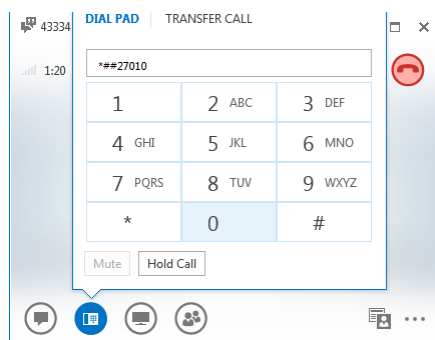 43334
DIAL PAD TRANSFER CALL
1:20
*##27010
1 2 ABC 3 DEF
4 GHI 5 JKL 6 MNO
7 PQRS 8 TUV 9 WXYZ
* 0 #
Mute Hold Call